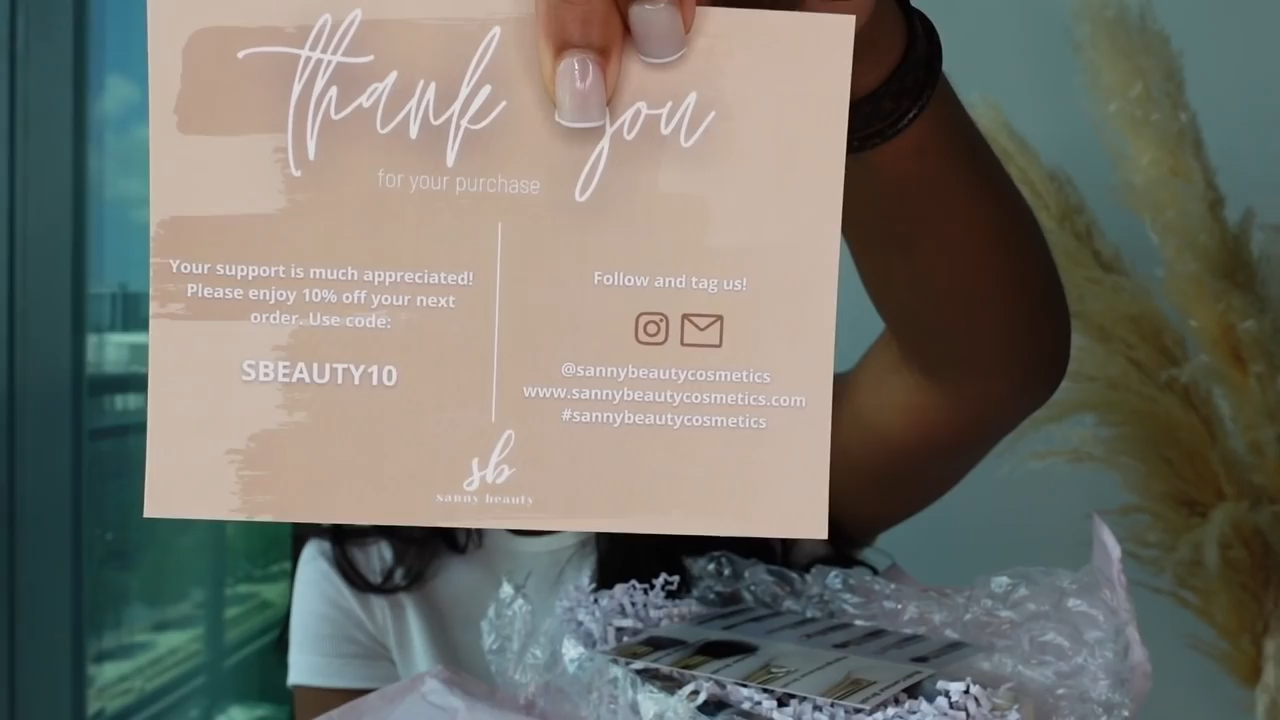 thank you
for your purchase
Your support is much appreciated!
Please enjoy 10% off your next
order. Use code:
SBEAUTY10
Follow and tag us!
@sannybeautycosmetics
www.sannybeautycosmetics.com
#sannybeautycosmetics
sb
sanny beauty